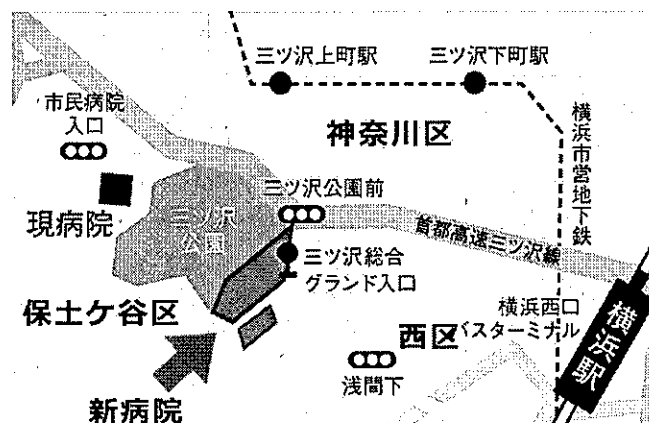 三ツ沢上町駅
三ツ沢下町駅
市民病院
入口
神奈川区
横浜市営地下鉄
三ツ沢公園前
三ツ沢
公園
現病院
首都高速三ツ沢線
三ツ沢総合
グランド入口
保土ケ谷区
横浜西口
バスターミナル
西区
横浜駅
浅間下
新病院